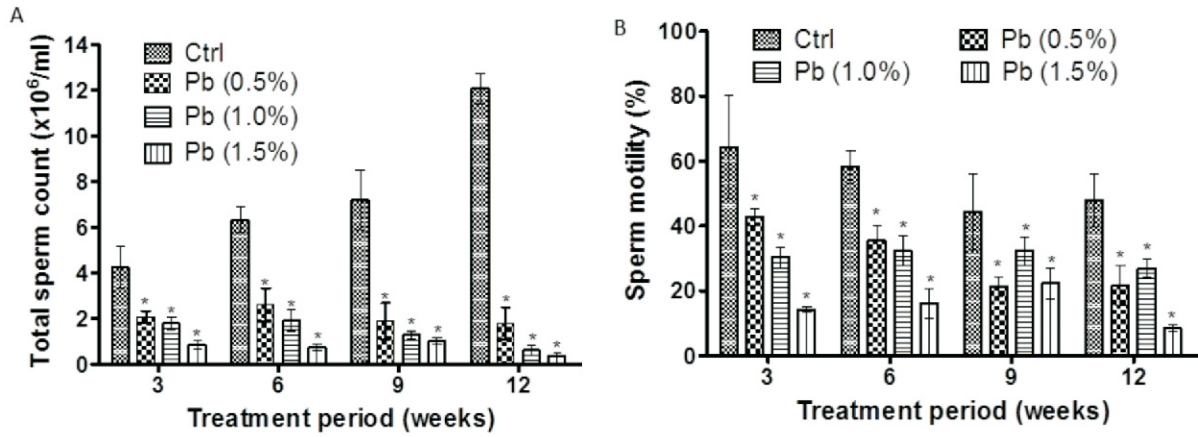 A
Total sperm count (x10⁶/ml)
14
12
10
8
6
4
2
0
Ctrl
Pb (0.5%)
Pb (1.0%)
Pb (1.5%)
* * *
* * *
* * *
* * *
3 6 9 12
Treatment period (weeks)
B
Sperm motility (%)
100
80
60
40
20
0
Ctrl Pb (0.5%)
Pb (1.0%) Pb (1.5%)
* * *
* * *
* * *
* * *
3 6 9 12
Treatment period (weeks)